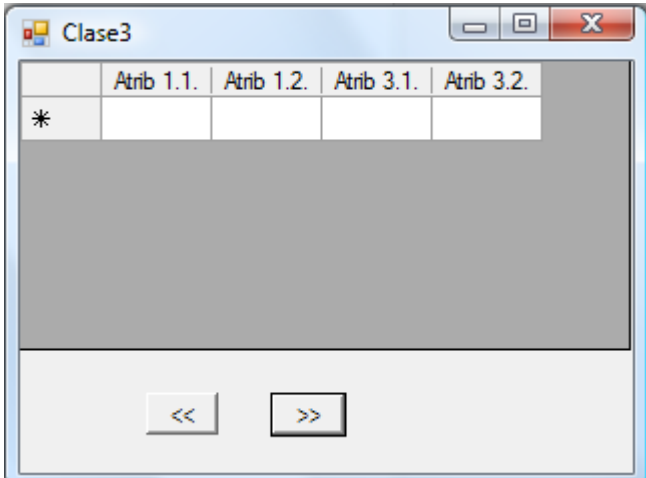 Clase3
Atrib 1.1. Atrib 1.2. Atrib 3.1. Atrib 3.2.
<< >>